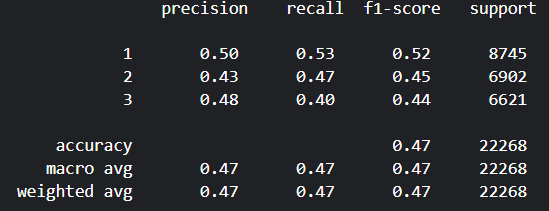 precision recall f1-score support
1 0.50 0.53 0.52 8745
2 0.43 0.47 0.45 6902
3 0.48 0.40 0.44 6621
accuracy 0.47 22268
macro avg 0.47 0.47 0.47 22268
weighted avg 0.47 0.47 0.47 22268